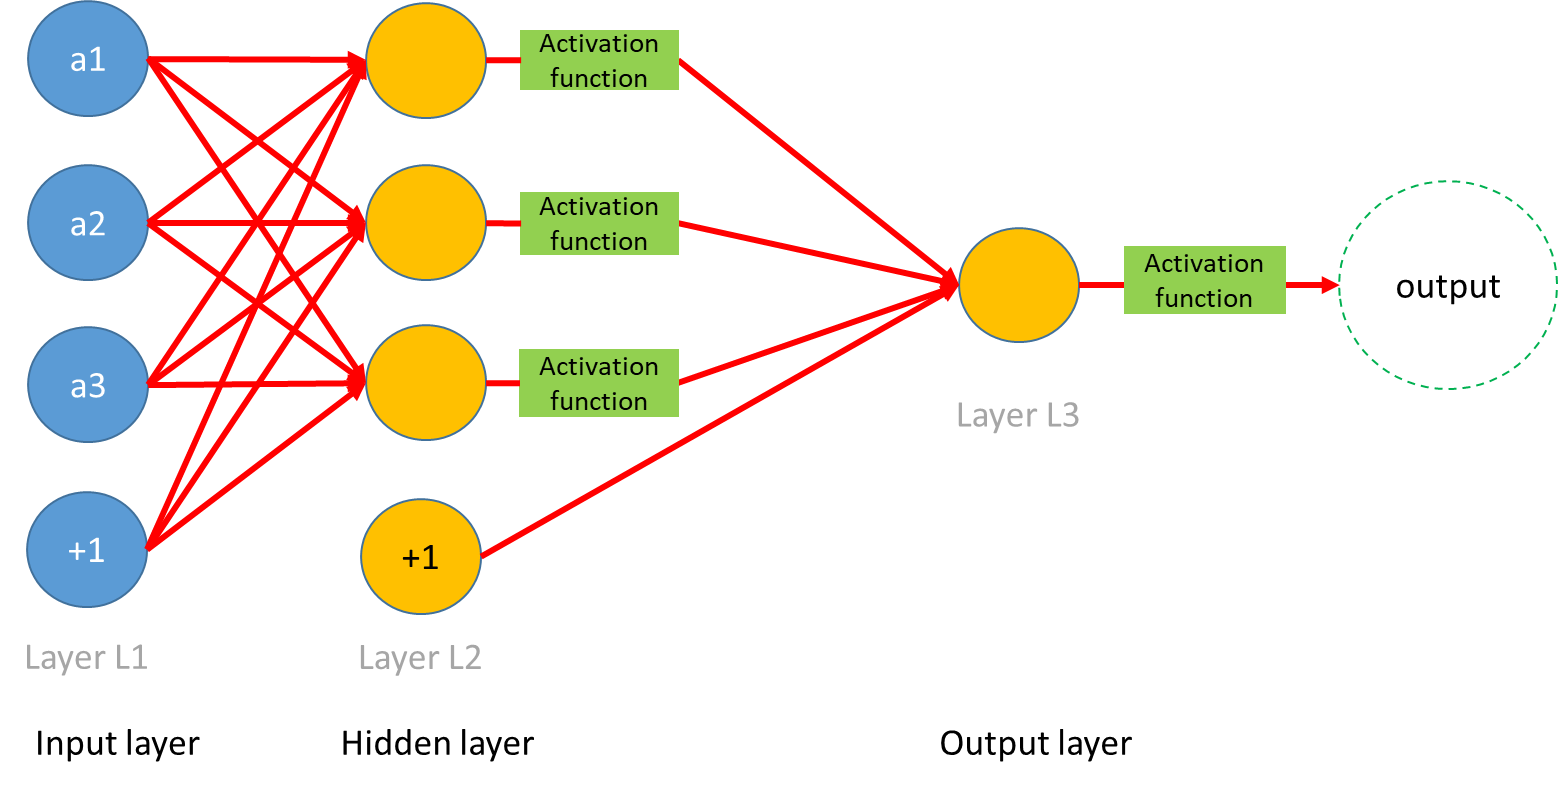 a1
Activation
function
a2
Activation
function
Activation
function
output
a3
Activation
function
Layer L3
+1
+1
Layer L1
Layer L2
Input layer
Hidden layer
Output layer